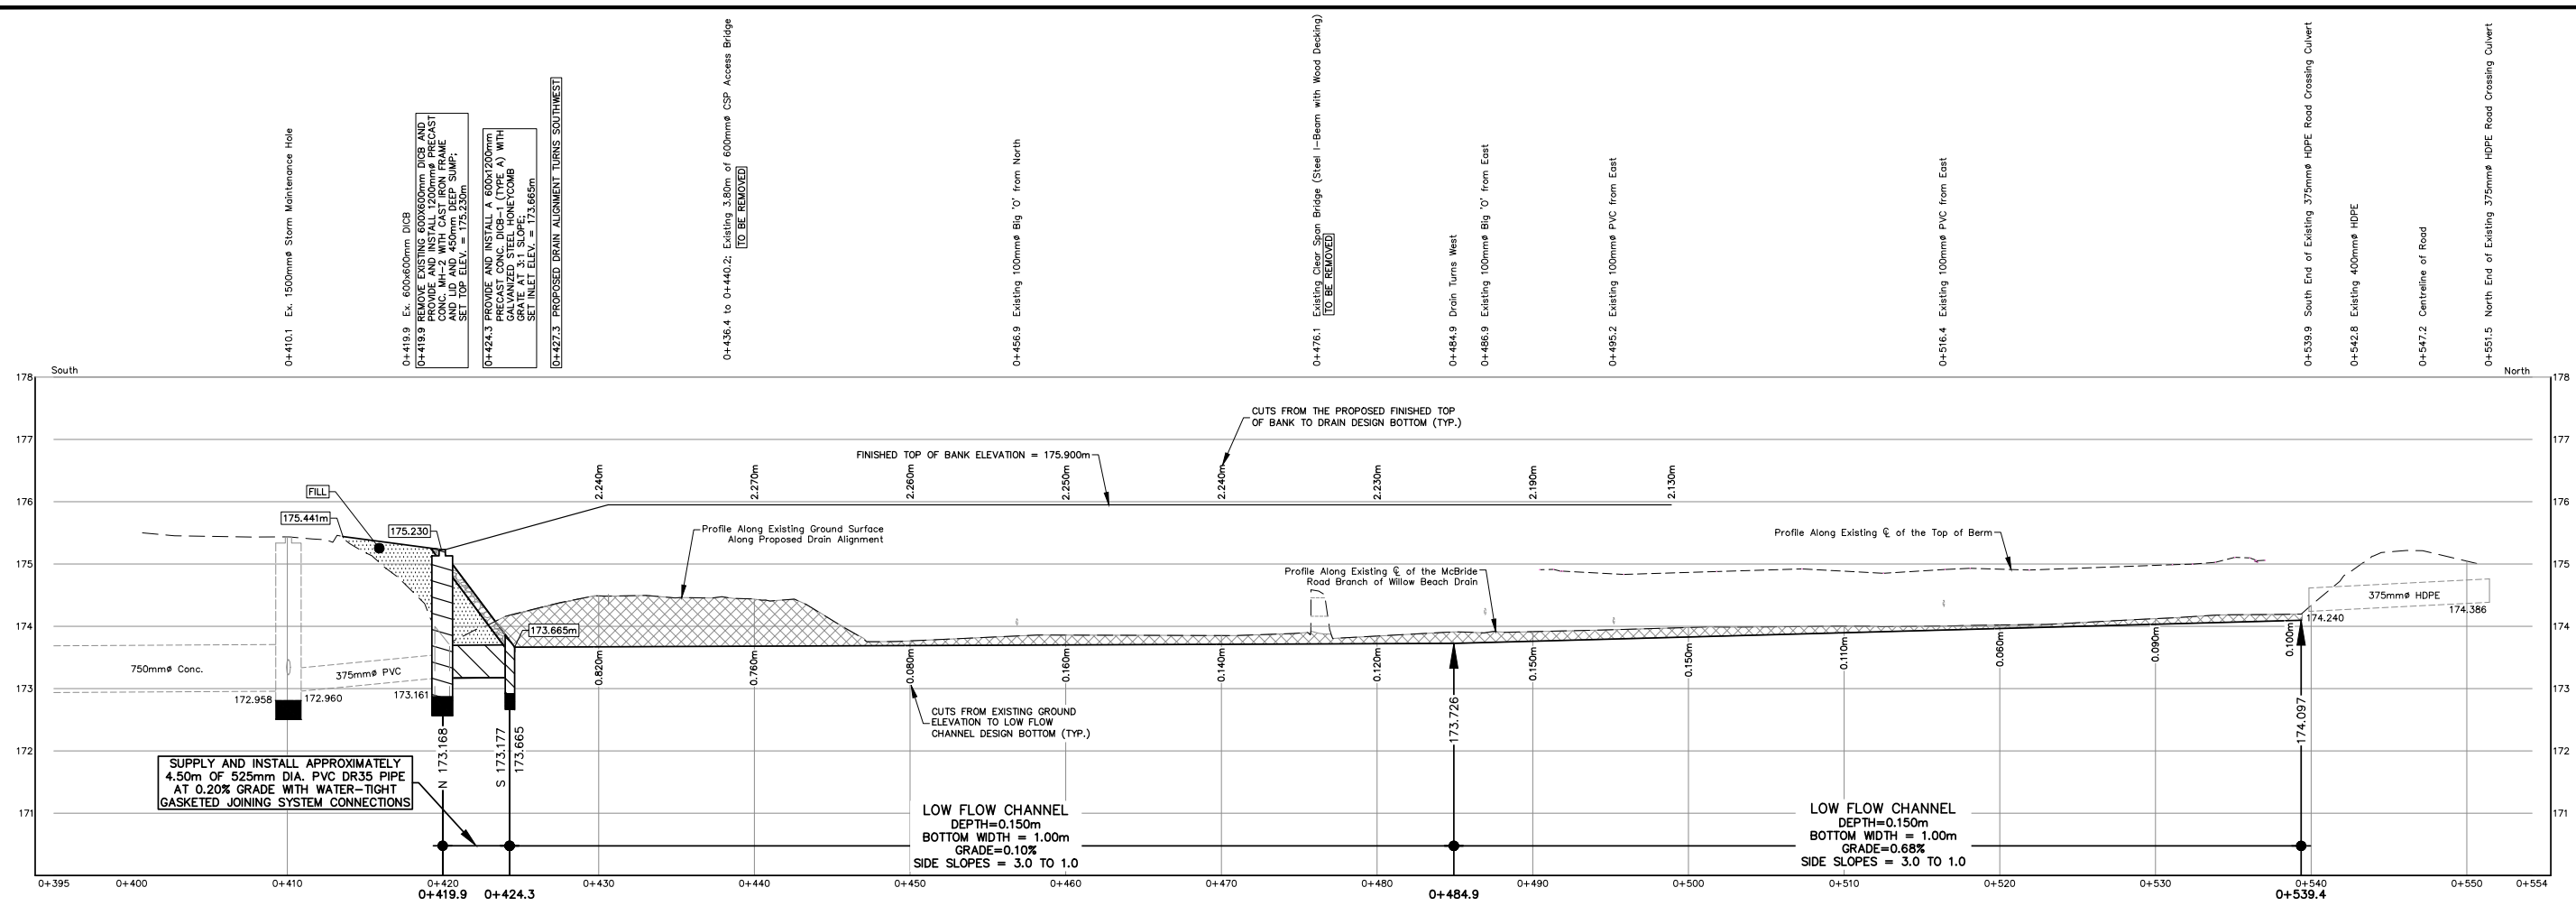 0+410.1 Ex. 1500mmø Storm Maintenance Hole
0+419.9 Ex. 600x600mm DICB
0+419.9 REMOVE EXISTING 600X600mm DICB AND
PROVIDE AND INSTALL 1200mmø PRECAST
CONC. MH-2 WITH CAST IRON FRAME
AND LID AND 450mm DEEP SUMP;
SET TOP ELEV. = 175.230m
0+424.3 PROVIDE AND INSTALL A 600x1200mm
PRECAST CONC. DICB-1 (TYPE A) WITH
GALVANIZED STEEL HONEYCOMB
GRATE AT 3:1 SLOPE;
SET INLET ELEV. = 173.665m
0+427.3 PROPOSED DRAIN ALIGNMENT TURNS SOUTHWEST
0+436.4 to 0+440.2; Existing 3.80m of 600mmø CSP Access Bridge
TO BE REMOVED
0+456.9 Existing 100mmø Big 'O' from North
0+476.1 Existing Clear Span Bridge (Steel I-Beam with Wood Decking)
TO BE REMOVED
0+484.9 Drain Turns West
0+486.9 Existing 100mmø Big 'O' from East
0+495.2 Existing 100mmø PVC from East
0+516.4 Existing 100mmø PVC from East
0+539.9 South End of Existing 375mmø HDPE Road Crossing Culvert
0+542.8 Existing 400mmø HDPE
0+547.2 Centreline of Road
0+551.5 North End of Existing 375mmø HDPE Road Crossing Culvert
South
North
178
178
177
177
176
176
175
175
174
174
173
173
172
172
171
171
CUTS FROM THE PROPOSED FINISHED TOP
OF BANK TO DRAIN DESIGN BOTTOM (TYP.)
FINISHED TOP OF BANK ELEVATION = 175.900m
2.240m
2.270m
2.260m
2.250m
2.240m
2.230m
2.190m
2.130m
FILL
175.441m
175.230
Profile Along Existing Ground Surface
Along Proposed Drain Alignment
Profile Along Existing ℄ of the Top of Berm
Profile Along Existing ℄ of the McBride
Road Branch of Willow Beach Drain
375mmø HDPE
174.386
174.240
173.665m
750mmø Conc.
375mmø PVC
172.958
172.960
173.161
0.820m
0.760m
0.080m
0.160m
0.140m
0.120m
0.150m
0.150m
0.110m
0.060m
0.090m
0.100m
CUTS FROM EXISTING GROUND
ELEVATION TO LOW FLOW
CHANNEL DESIGN BOTTOM (TYP.)
N 173.168
S 173.177
173.665
173.726
174.097
SUPPLY AND INSTALL APPROXIMATELY
4.50m OF 525mm DIA. PVC DR35 PIPE
AT 0.20% GRADE WITH WATER-TIGHT
GASKETED JOINING SYSTEM CONNECTIONS
LOW FLOW CHANNEL
DEPTH=0.150m
BOTTOM WIDTH = 1.00m
GRADE=0.10%
SIDE SLOPES = 3.0 TO 1.0
LOW FLOW CHANNEL
DEPTH=0.150m
BOTTOM WIDTH = 1.00m
GRADE=0.68%
SIDE SLOPES = 3.0 TO 1.0
0+395 0+400 0+410 0+420 0+430 0+440 0+450 0+460 0+470 0+480 0+490 0+500 0+510 0+520 0+530 0+540 0+550 0+554
0+419.9 0+424.3 0+484.9 0+539.4